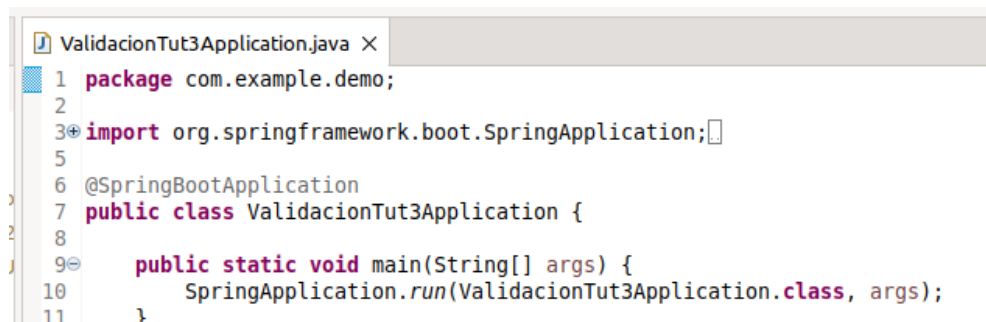 ValidacionTut3Application.java ×
1 package com.example.demo;
2
3 import org.springframework.boot.SpringApplication;
5
6 @SpringBootApplication
7 public class ValidacionTut3Application {
8
9 public static void main(String[] args) {
10 SpringApplication.run(ValidacionTut3Application.class, args);
11 }